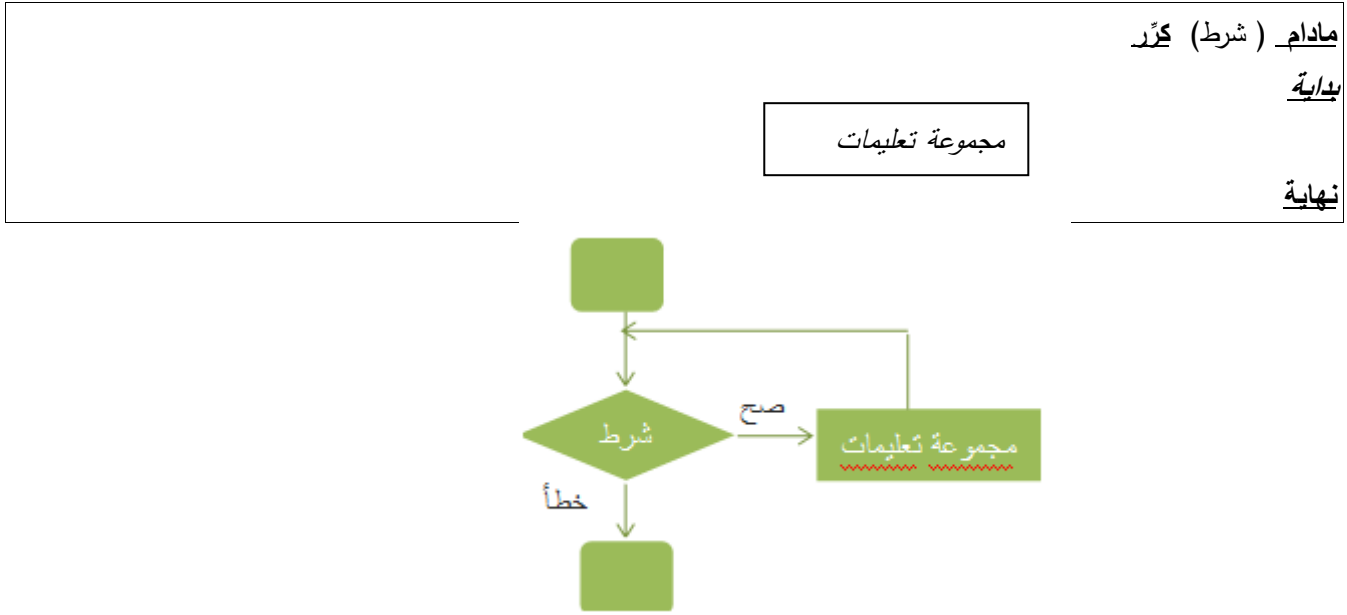 مادام ( شرط) كرِّر
بداية
مجموعة تعليمات
نهاية
صح
شرط
مجموعة تعليمات
خطأ